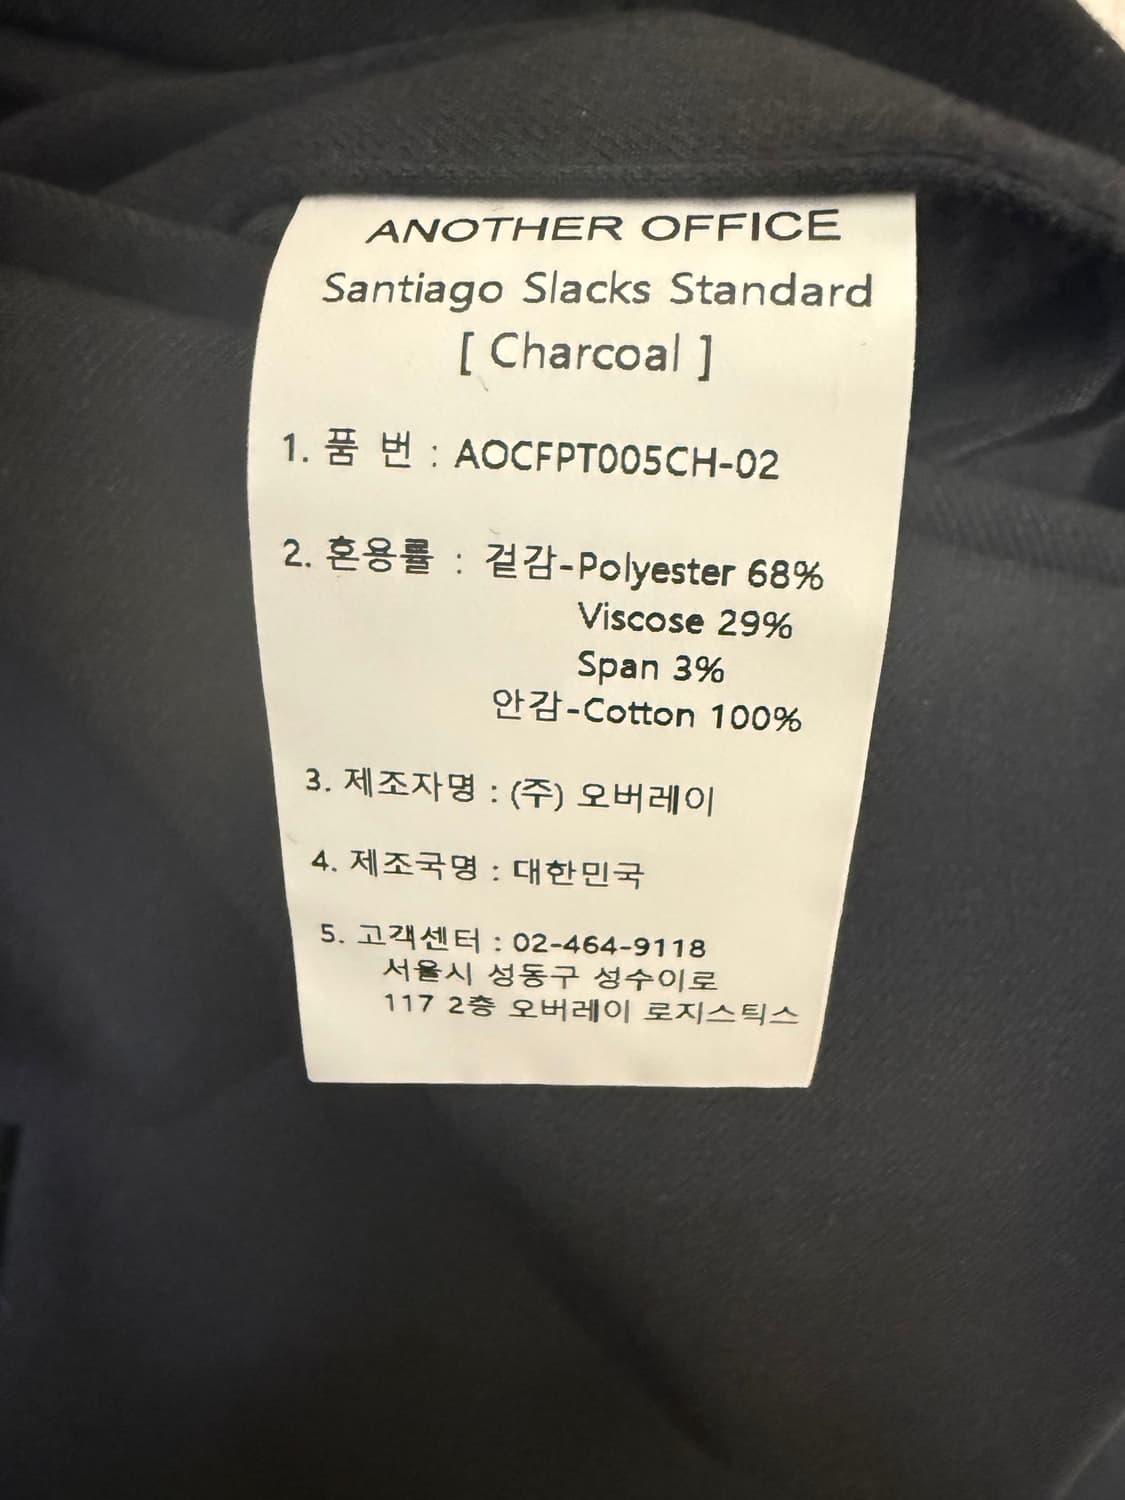 ANOTHER OFFICE
Santiago Slacks Standard
[ Charcoal ]
1. 품 번 : AOCFPT005CH-02
2. 혼용률 : 겉감-Polyester 68%
Viscose 29%
Span 3%
안감-Cotton 100%
3. 제조자명 : (주) 오버레이
4. 제조국명 : 대한민국
5. 고객센터 : 02-464-9118
서울시 성동구 성수이로
117 2층 오버레이 로지스틱스